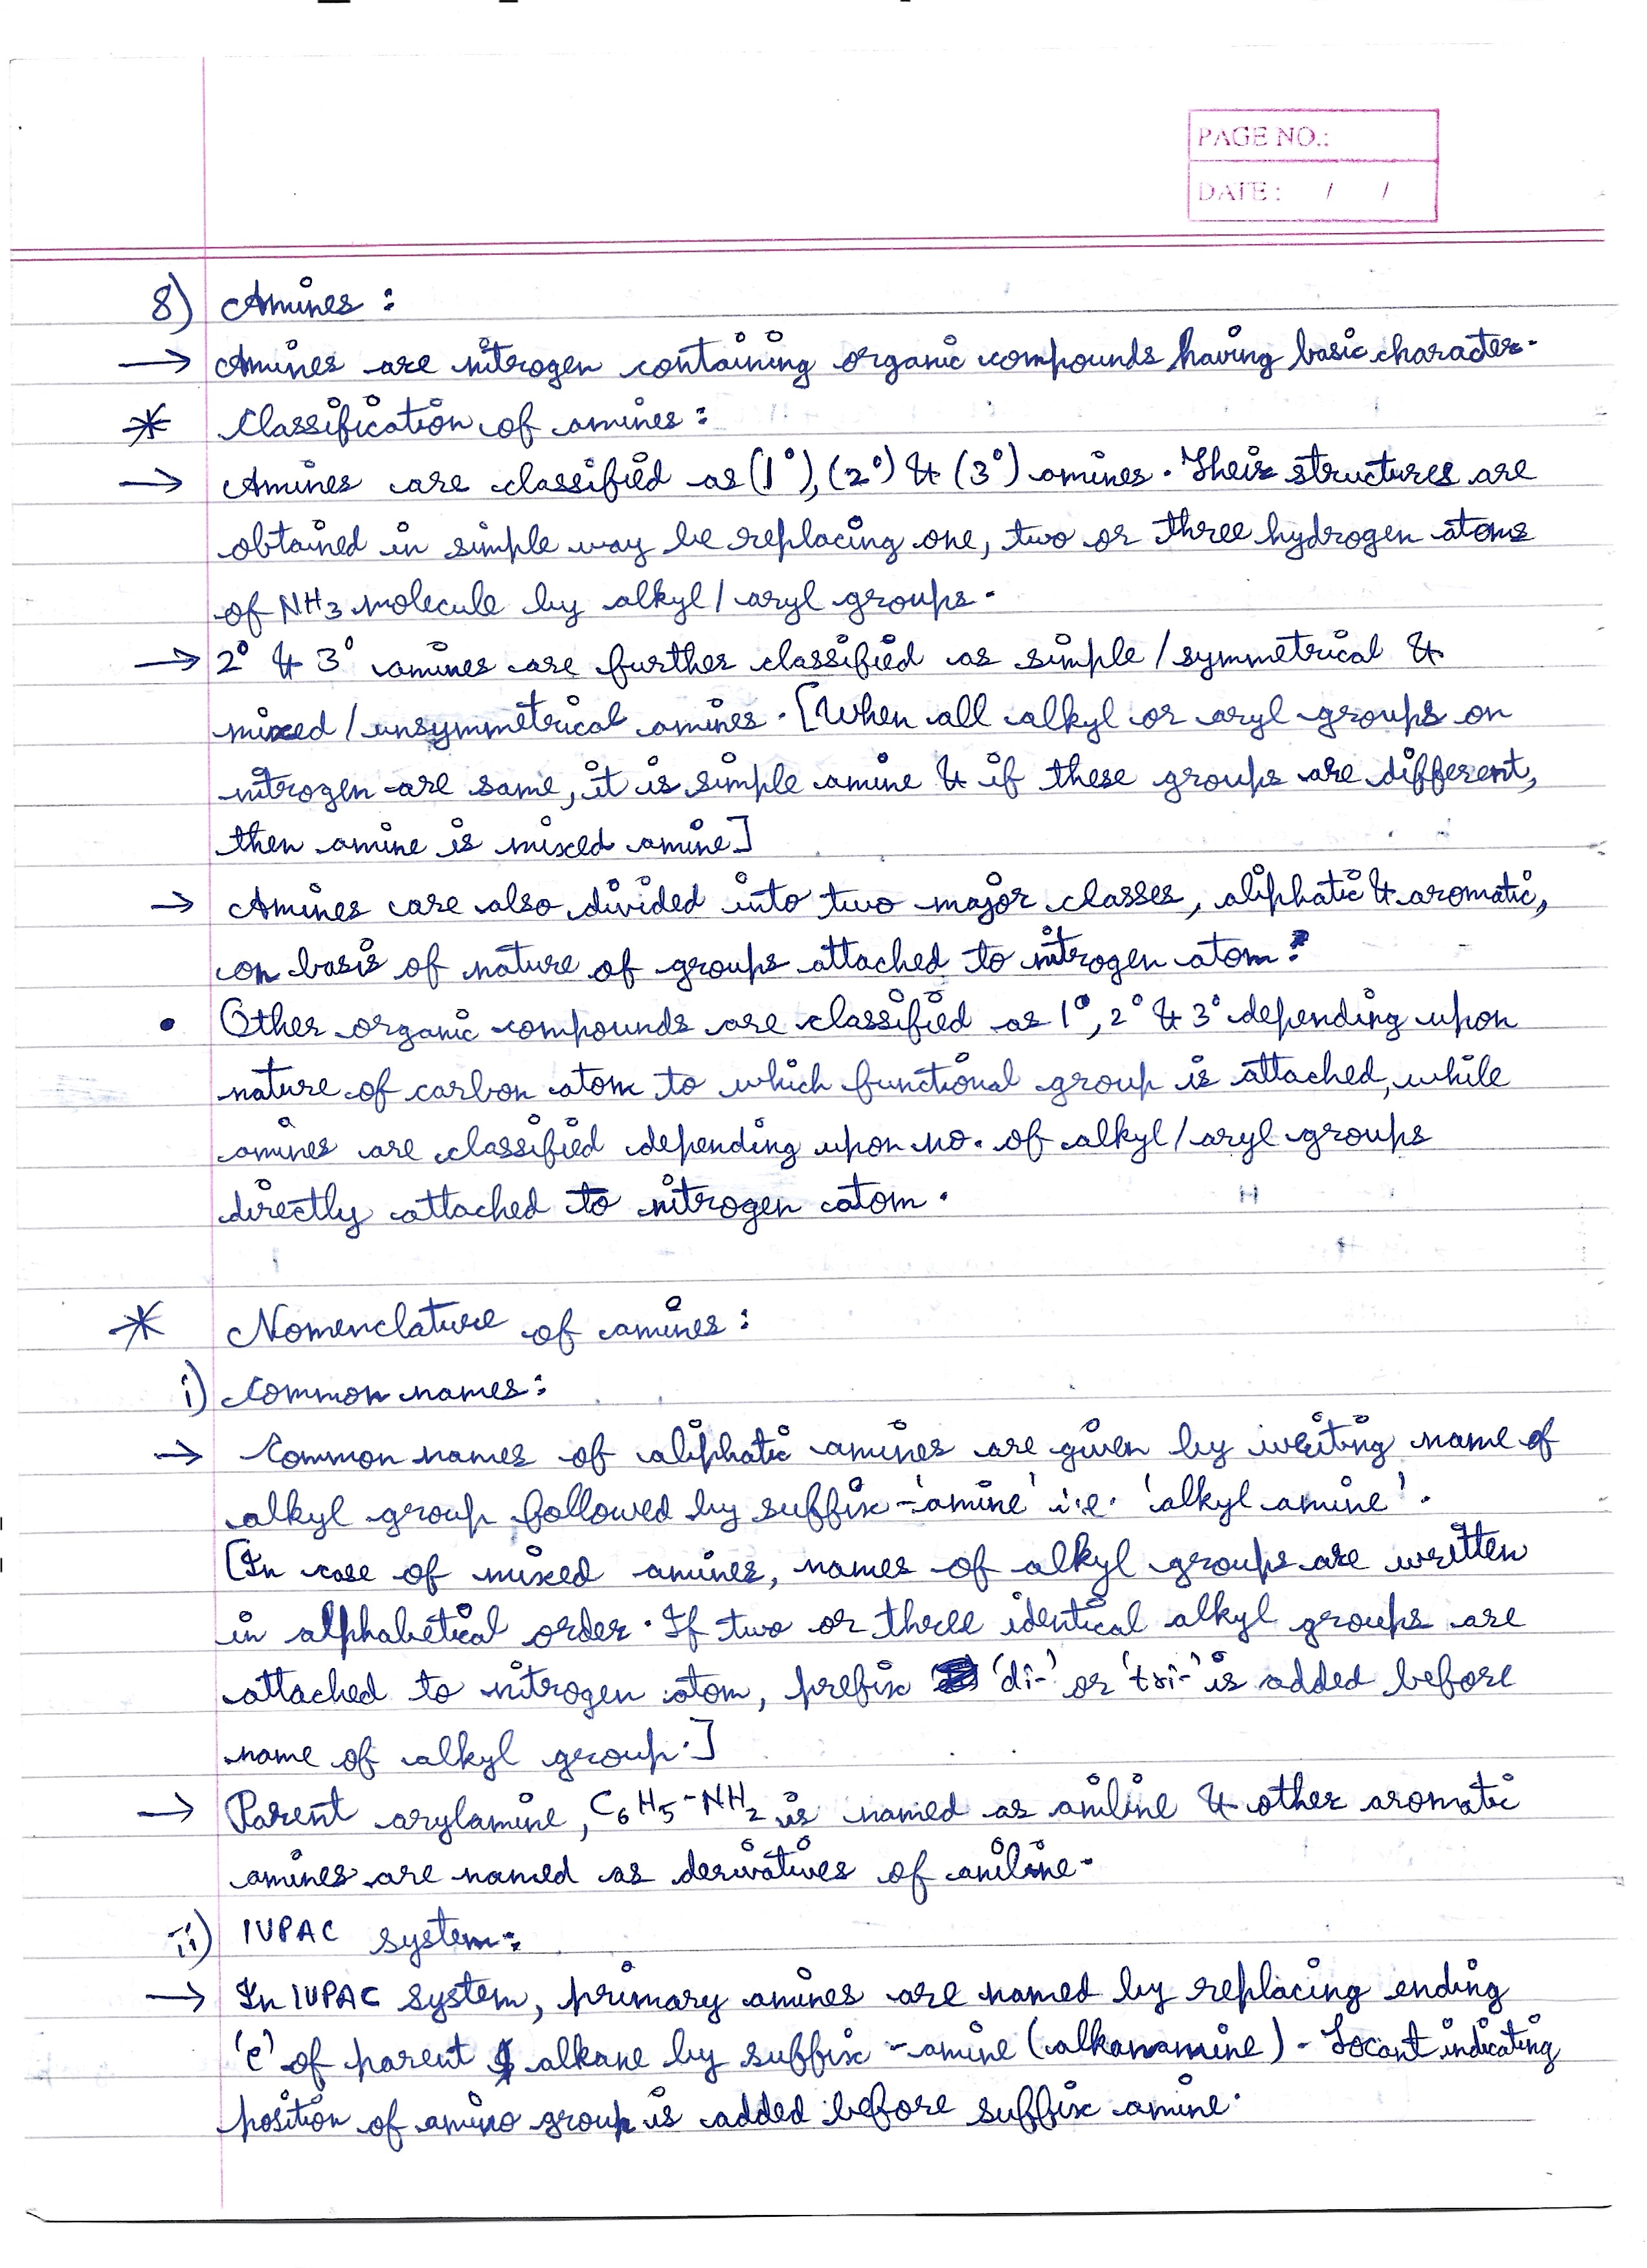 PAGE NO.:
DATE: / /
8) Amines :
→ Amines are nitrogen containing organic compounds having basic character.
* Classification of amines :
→ Amines are classified as (1°), (2°) & (3°) amines. Their structures are
obtained in simple way be replacing one, two or three hydrogen atoms
of NH3 molecule by alkyl / aryl groups.
→ 2° & 3° amines are further classified as simple / symmetrical &
mixed / unsymmetrical amines. [When all alkyl or aryl groups on
nitrogen are same, it is simple amine & if these groups are different,
then amine is mixed amine]
→ Amines are also divided into two major classes, aliphatic & aromatic,
on basis of nature of groups attached to nitrogen atom.
• Other organic compounds are classified as 1°, 2° & 3° depending upon
nature of carbon atom to which functional group is attached, while
amines are classified depending upon no. of alkyl / aryl groups
directly attached to nitrogen atom.
* Nomenclature of amines :
i) Common names :
→ Common names of aliphatic amines are given by writing name of
alkyl group followed by suffix -'amine' i.e. 'alkyl amine'.
[In case of mixed amines, names of alkyl groups are written
in alphabetical order. If two or three identical alkyl groups are
attached to nitrogen atom, prefix 'di-' or 'tri-' is added before
name of alkyl group.]
→ Parent arylamine, C6H5-NH2 is named as aniline & other aromatic
amines are named as derivatives of aniline.
ii) IUPAC system :
→ In IUPAC system, primary amines are named by replacing ending
'e' of parent alkane by suffix -amine (alkanamine). Locant indicating
position of amino group is added before suffix amine.